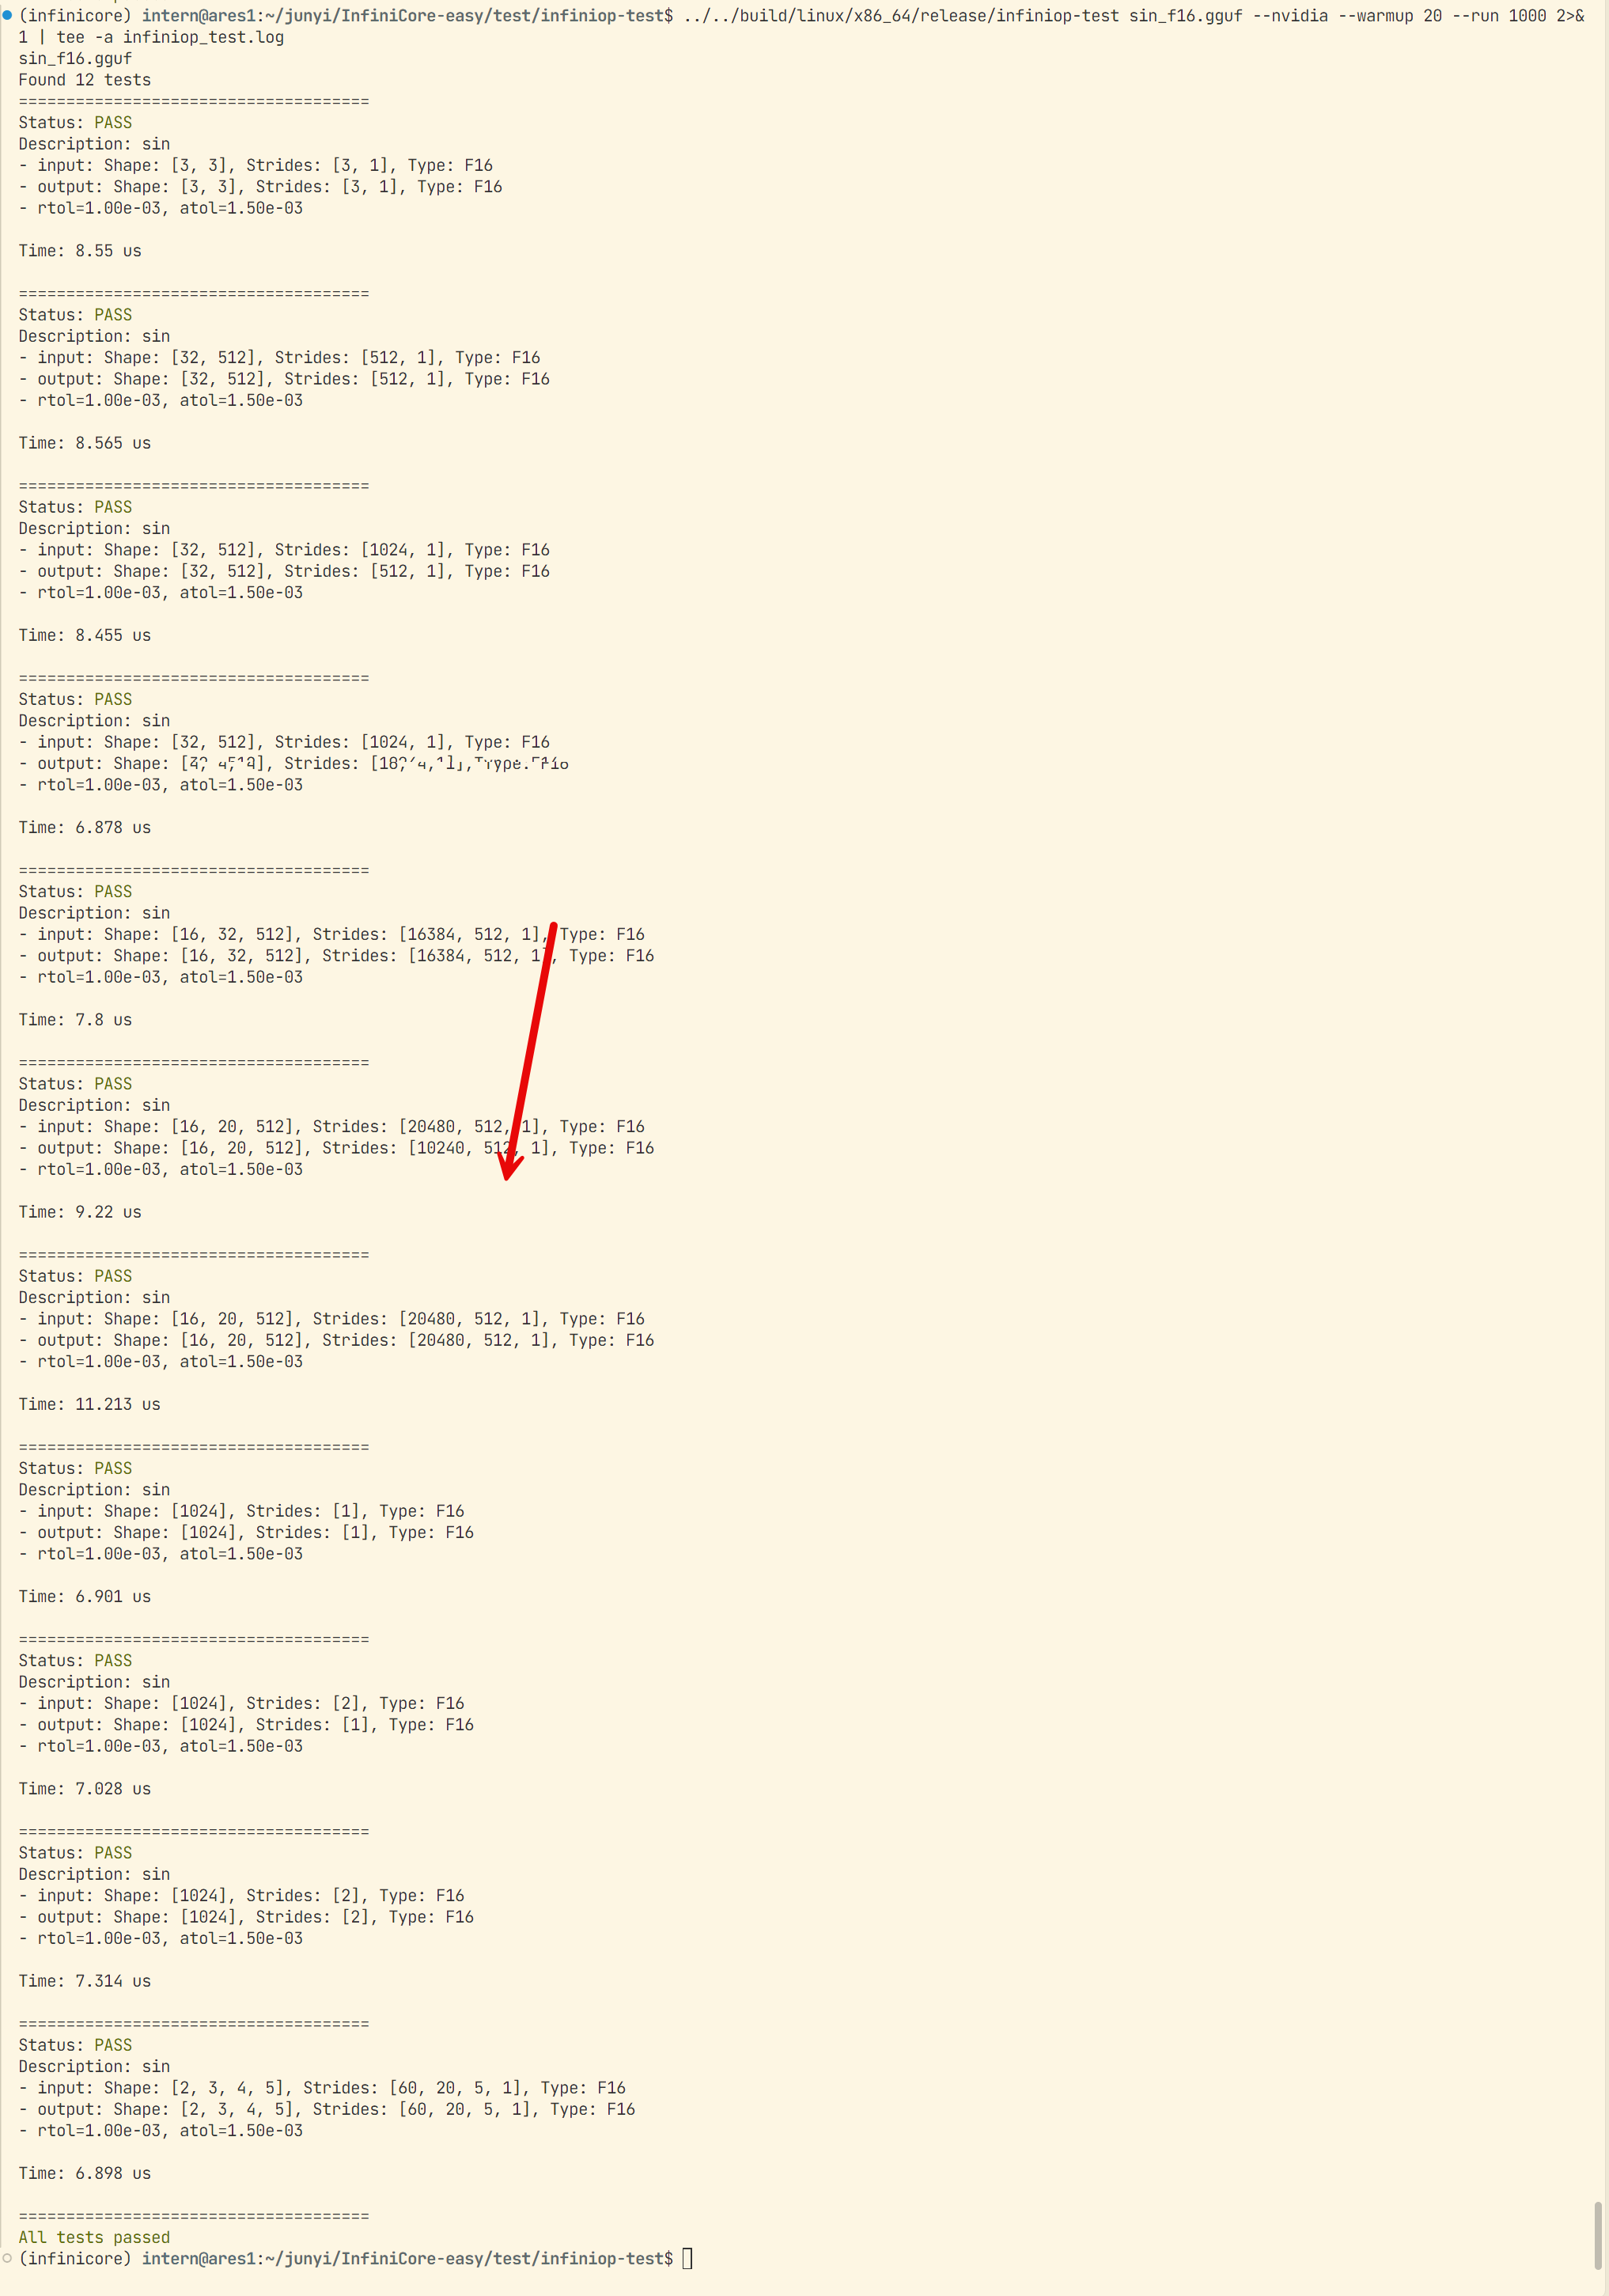 (infinicore) intern@ares1:~/junyi/InfiniCore-easy/test/infiniop-test$ ../../build/linux/x86_64/release/infiniop-test sin_f16.gguf --nvidia --warmup 20 --run 1000 2>&
1 | tee -a infiniop_test.log
sin_f16.gguf
Found 12 tests
=====================================
Status: PASS
Description: sin
- input: Shape: [3, 3], Strides: [3, 1], Type: F16
- output: Shape: [3, 3], Strides: [3, 1], Type: F16
- rtol=1.00e-03, atol=1.50e-03
Time: 8.55 us
=====================================
Status: PASS
Description: sin
- input: Shape: [32, 512], Strides: [512, 1], Type: F16
- output: Shape: [32, 512], Strides: [512, 1], Type: F16
- rtol=1.00e-03, atol=1.50e-03
Time: 8.565 us
=====================================
Status: PASS
Description: sin
- input: Shape: [32, 512], Strides: [1024, 1], Type: F16
- output: Shape: [32, 512], Strides: [512, 1], Type: F16
- rtol=1.00e-03, atol=1.50e-03
Time: 8.455 us
=====================================
Status: PASS
Description: sin
- input: Shape: [32, 512], Strides: [1024, 1], Type: F16
- output: Shape: Strides:
- rtol=1.00e-03, atol=1.50e-03
Time: 6.878 us
=====================================
Status: PASS
Description: sin
- input: Shape: [16, 32, 512], Strides: [16384, 512, 1], Type: F16
- output: Shape: [16, 32, 512], Strides: [16384, 512, 1], Type: F16
- rtol=1.00e-03, atol=1.50e-03
Time: 7.8 us
=====================================
Status: PASS
Description: sin
- input: Shape: [16, 20, 512], Strides: [20480, 512, 1], Type: F16
- output: Shape: [16, 20, 512], Strides: [10240, 512, 1], Type: F16
- rtol=1.00e-03, atol=1.50e-03
Time: 9.22 us
=====================================
Status: PASS
Description: sin
- input: Shape: [16, 20, 512], Strides: [20480, 512, 1], Type: F16
- output: Shape: [16, 20, 512], Strides: [20480, 512, 1], Type: F16
- rtol=1.00e-03, atol=1.50e-03
Time: 11.213 us
=====================================
Status: PASS
Description: sin
- input: Shape: [1024], Strides: [1], Type: F16
- output: Shape: [1024], Strides: [1], Type: F16
- rtol=1.00e-03, atol=1.50e-03
Time: 6.901 us
=====================================
Status: PASS
Description: sin
- input: Shape: [1024], Strides: [2], Type: F16
- output: Shape: [1024], Strides: [1], Type: F16
- rtol=1.00e-03, atol=1.50e-03
Time: 7.028 us
=====================================
Status: PASS
Description: sin
- input: Shape: [1024], Strides: [2], Type: F16
- output: Shape: [1024], Strides: [2], Type: F16
- rtol=1.00e-03, atol=1.50e-03
Time: 7.314 us
=====================================
Status: PASS
Description: sin
- input: Shape: [2, 3, 4, 5], Strides: [60, 20, 5, 1], Type: F16
- output: Shape: [2, 3, 4, 5], Strides: [60, 20, 5, 1], Type: F16
- rtol=1.00e-03, atol=1.50e-03
Time: 6.898 us
=====================================
All tests passed
(infinicore) intern@ares1:~/junyi/InfiniCore-easy/test/infiniop-test$